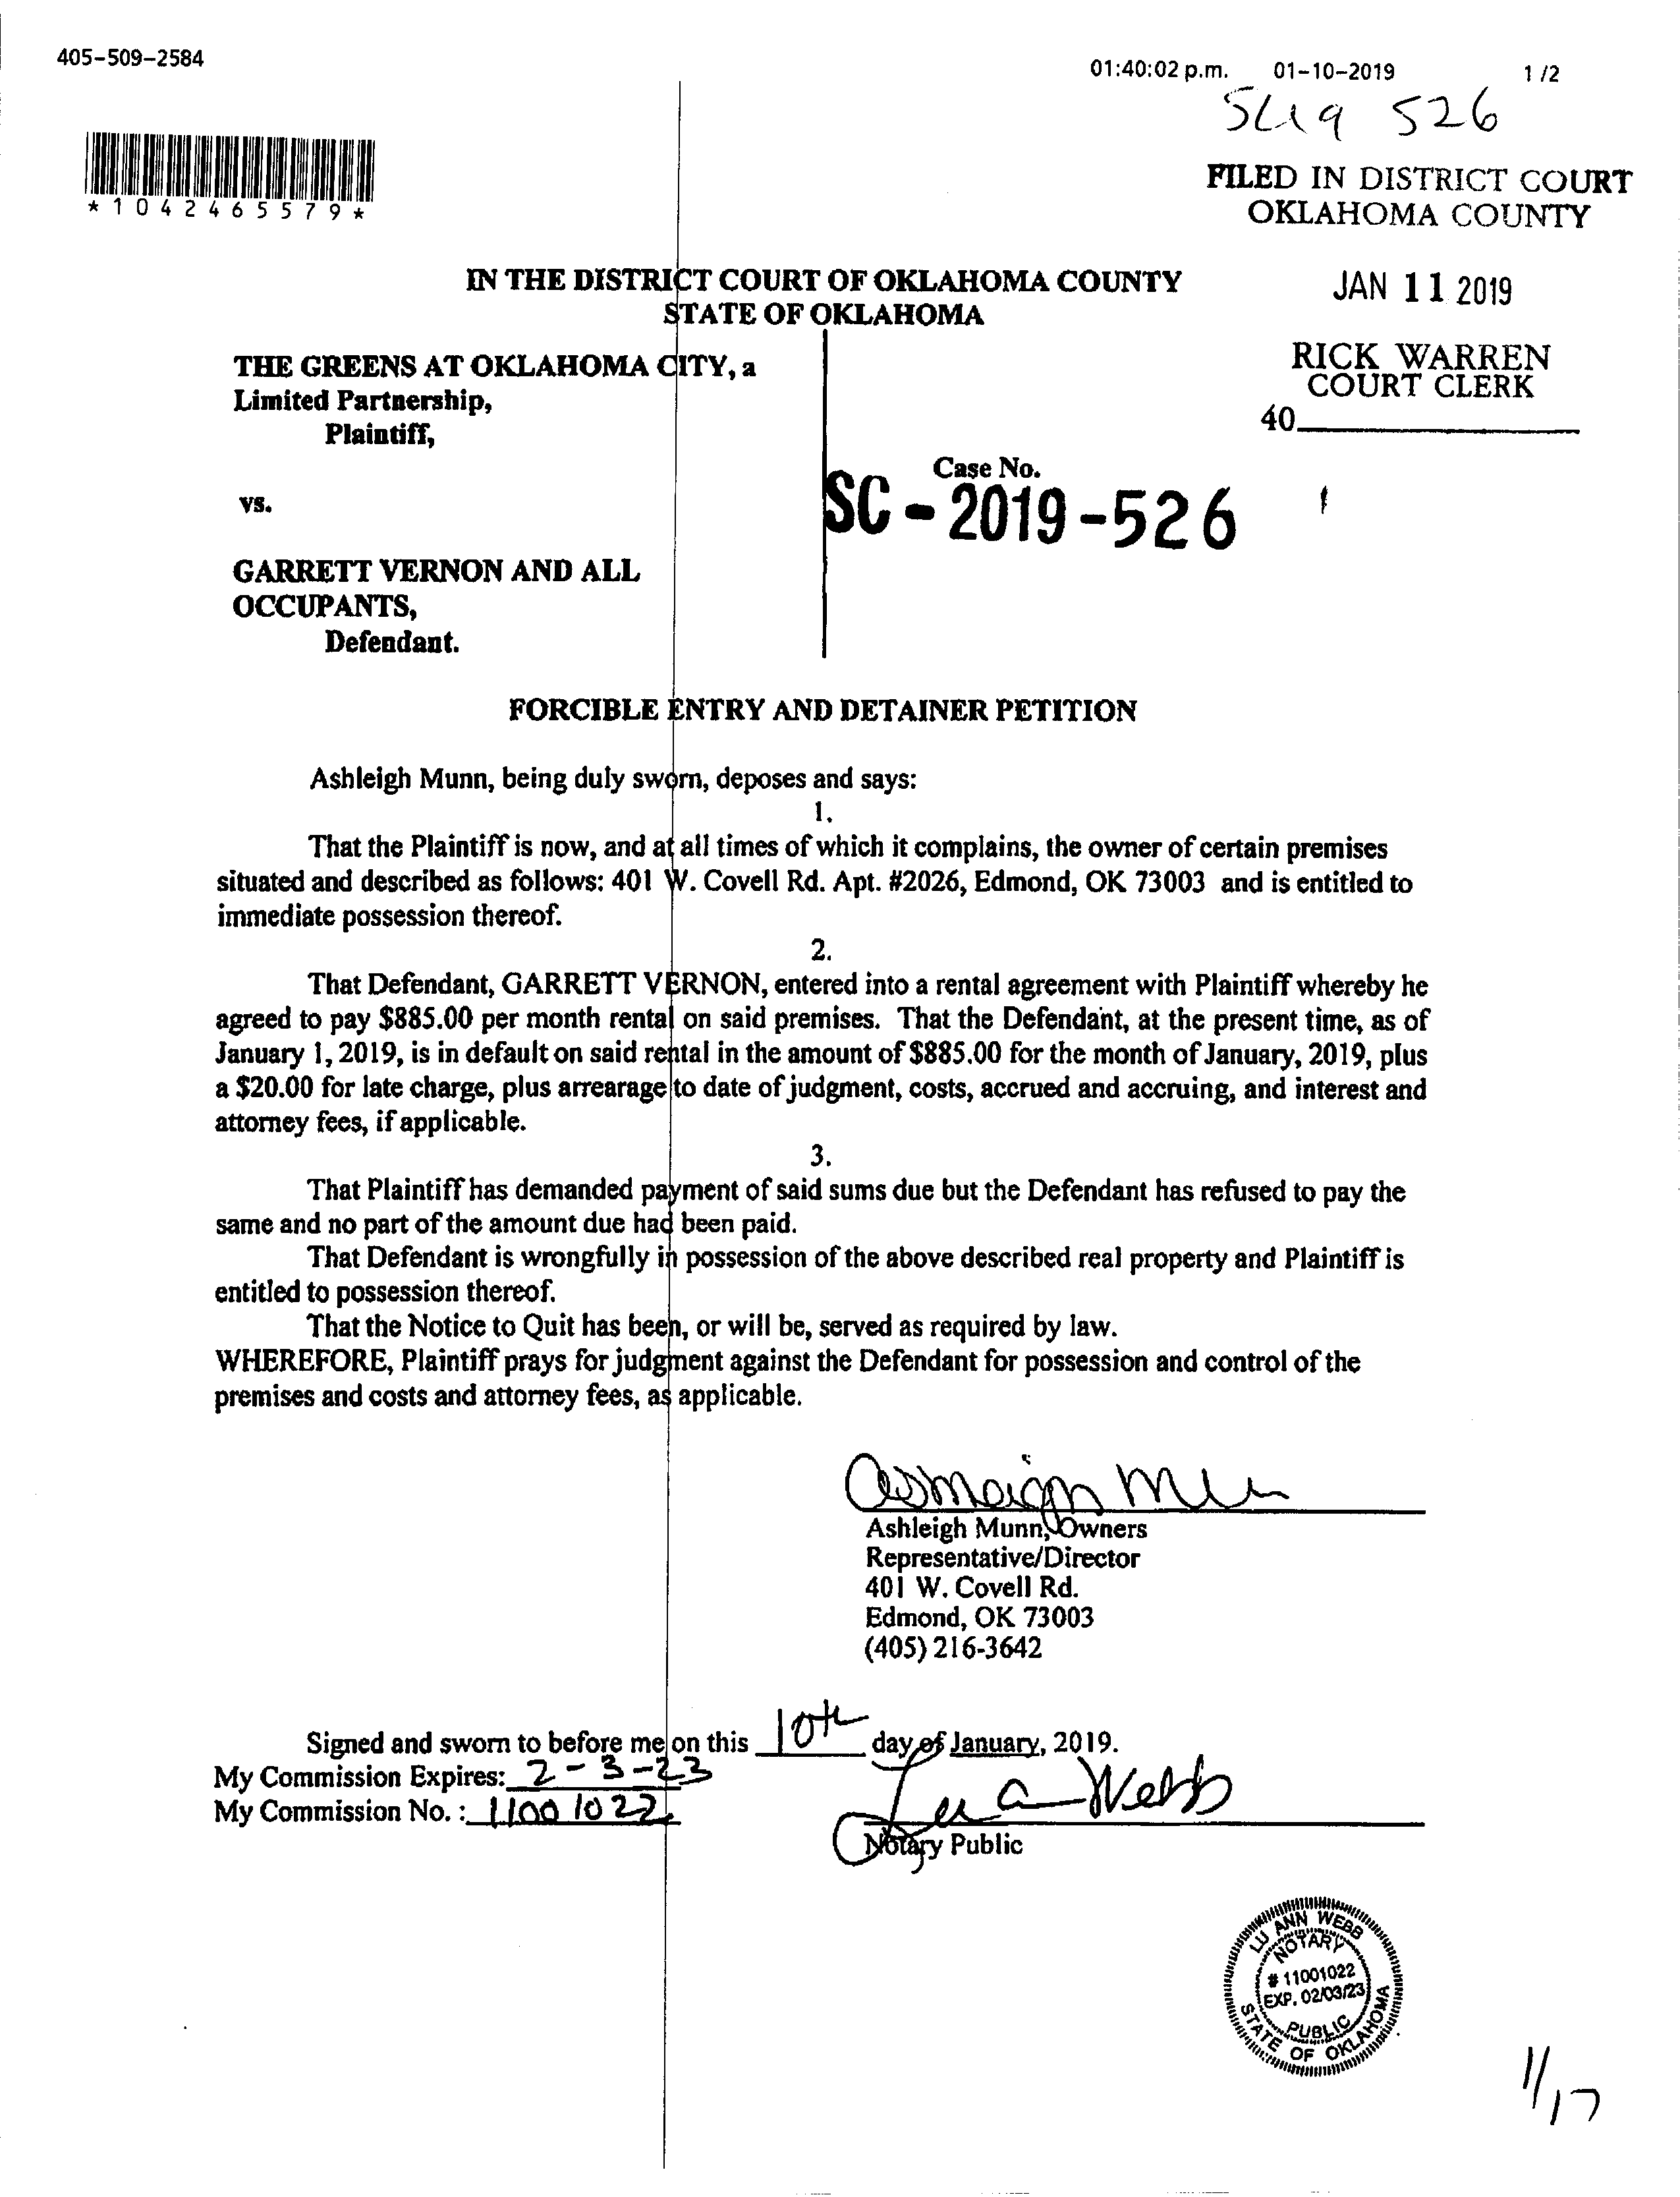 405-509-2584
01:40:02 p.m. 01-10-2019 1 /2
526
*1042465579*
FILED IN DISTRICT COURT
OKLAHOMA COUNTY
JAN 11 2019
RICK WARREN
COURT CLERK
40
IN THE DISTRICT COURT OF OKLAHOMA COUNTY
STATE OF OKLAHOMA
THE GREENS AT OKLAHOMA CITY, a
Limited Partnership,
Plaintiff,
vs.
Case No.
SC-2019-526
GARRETT VERNON AND ALL
OCCUPANTS,
Defendant.
FORCIBLE ENTRY AND DETAINER PETITION
Ashleigh Munn, being duly sworn, deposes and says:
1.
That the Plaintiff is now, and at all times of which it complains, the owner of certain premises
situated and described as follows: 401 W. Covell Rd. Apt. #2026, Edmond, OK 73003 and is entitled to
immediate possession thereof.
2.
That Defendant, GARRETT VERNON, entered into a rental agreement with Plaintiff whereby he
agreed to pay $885.00 per month rental on said premises. That the Defendant, at the present time, as of
January 1, 2019, is in default on said rental in the amount of $885.00 for the month of January, 2019, plus
a $20.00 for late charge, plus arrearage to date of judgment, costs, accrued and accruing, and interest and
attorney fees, if applicable.
3.
That Plaintiff has demanded payment of said sums due but the Defendant has refused to pay the
same and no part of the amount due had been paid.
That Defendant is wrongfully in possession of the above described real property and Plaintiff is
entitled to possession thereof.
That the Notice to Quit has been, or will be, served as required by law.
WHEREFORE, Plaintiff prays for judgment against the Defendant for possession and control of the
premises and costs and attorney fees, as applicable.
Ashleigh Munn, Owners
Representative/Director
401 W. Covell Rd.
Edmond, OK 73003
(405) 216-3642
Signed and sworn to before me on this 10th day of January, 2019.
My Commission Expires: 2-3-23
My Commission No. : 11001022
Lu a Webb
Notary Public
LU ANN WEBB
NOTARY
# 11001022
EXP. 02/03/23
PUBLIC
STATE OF OKLAHOMA
1/17